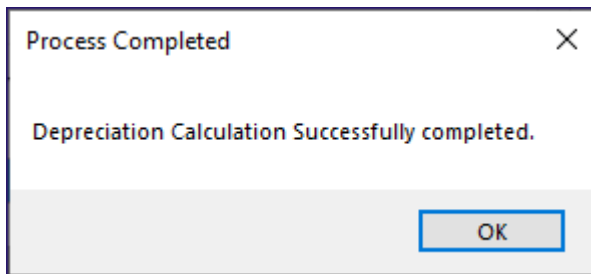 Process Completed
Depreciation Calculation Successfully completed.
OK